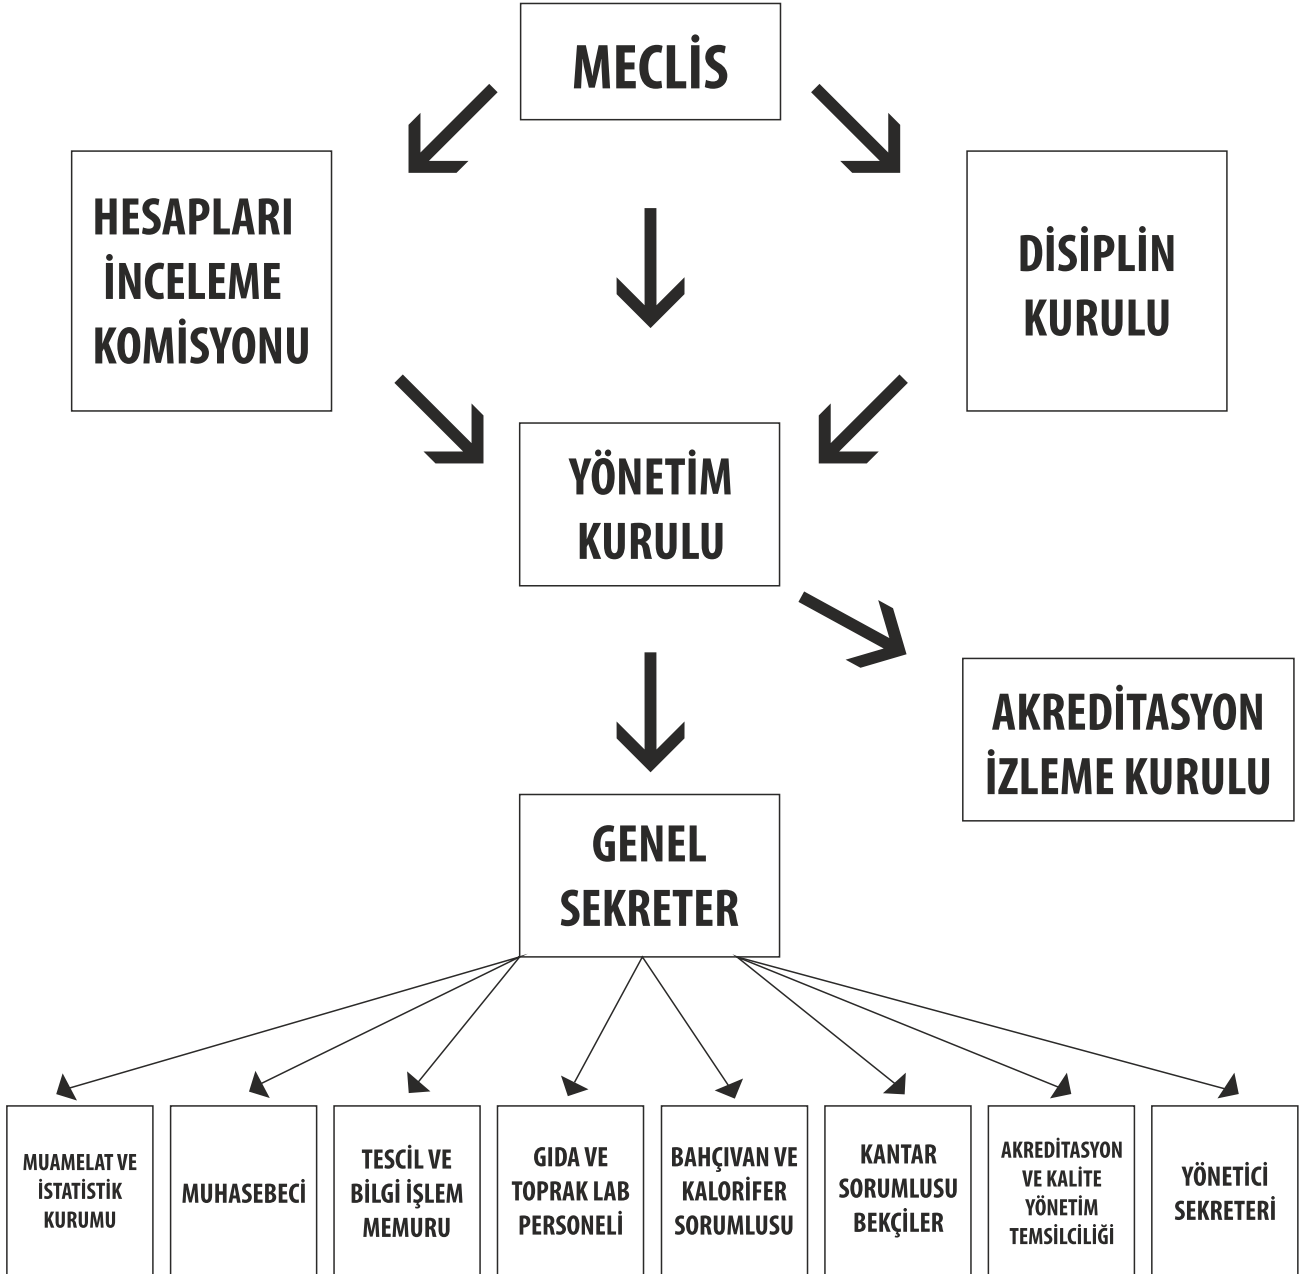 MECLİS
HESAPLARI
İNCELEME
KOMİSYONU
DİSİPLİN
KURULU
YÖNETİM
KURULU
AKREDİTASYON
İZLEME KURULU
GENEL
SEKRETER
MUAMELAT VE
İSTATİSTİK
KURUMU
MUHASEBECİ
TESCİL VE
BİLGİ İŞLEM
MEMURU
GIDA VE
TOPRAK LAB
PERSONELİ
BAHÇIVAN VE
KALORİFER
SORUMLUSU
KANTAR
SORUMLUSU
BEKÇİLER
AKREDİTASYON
VE KALİTE
YÖNETİM
TEMSİLCİLİĞİ
YÖNETİCİ
SEKRETERİ